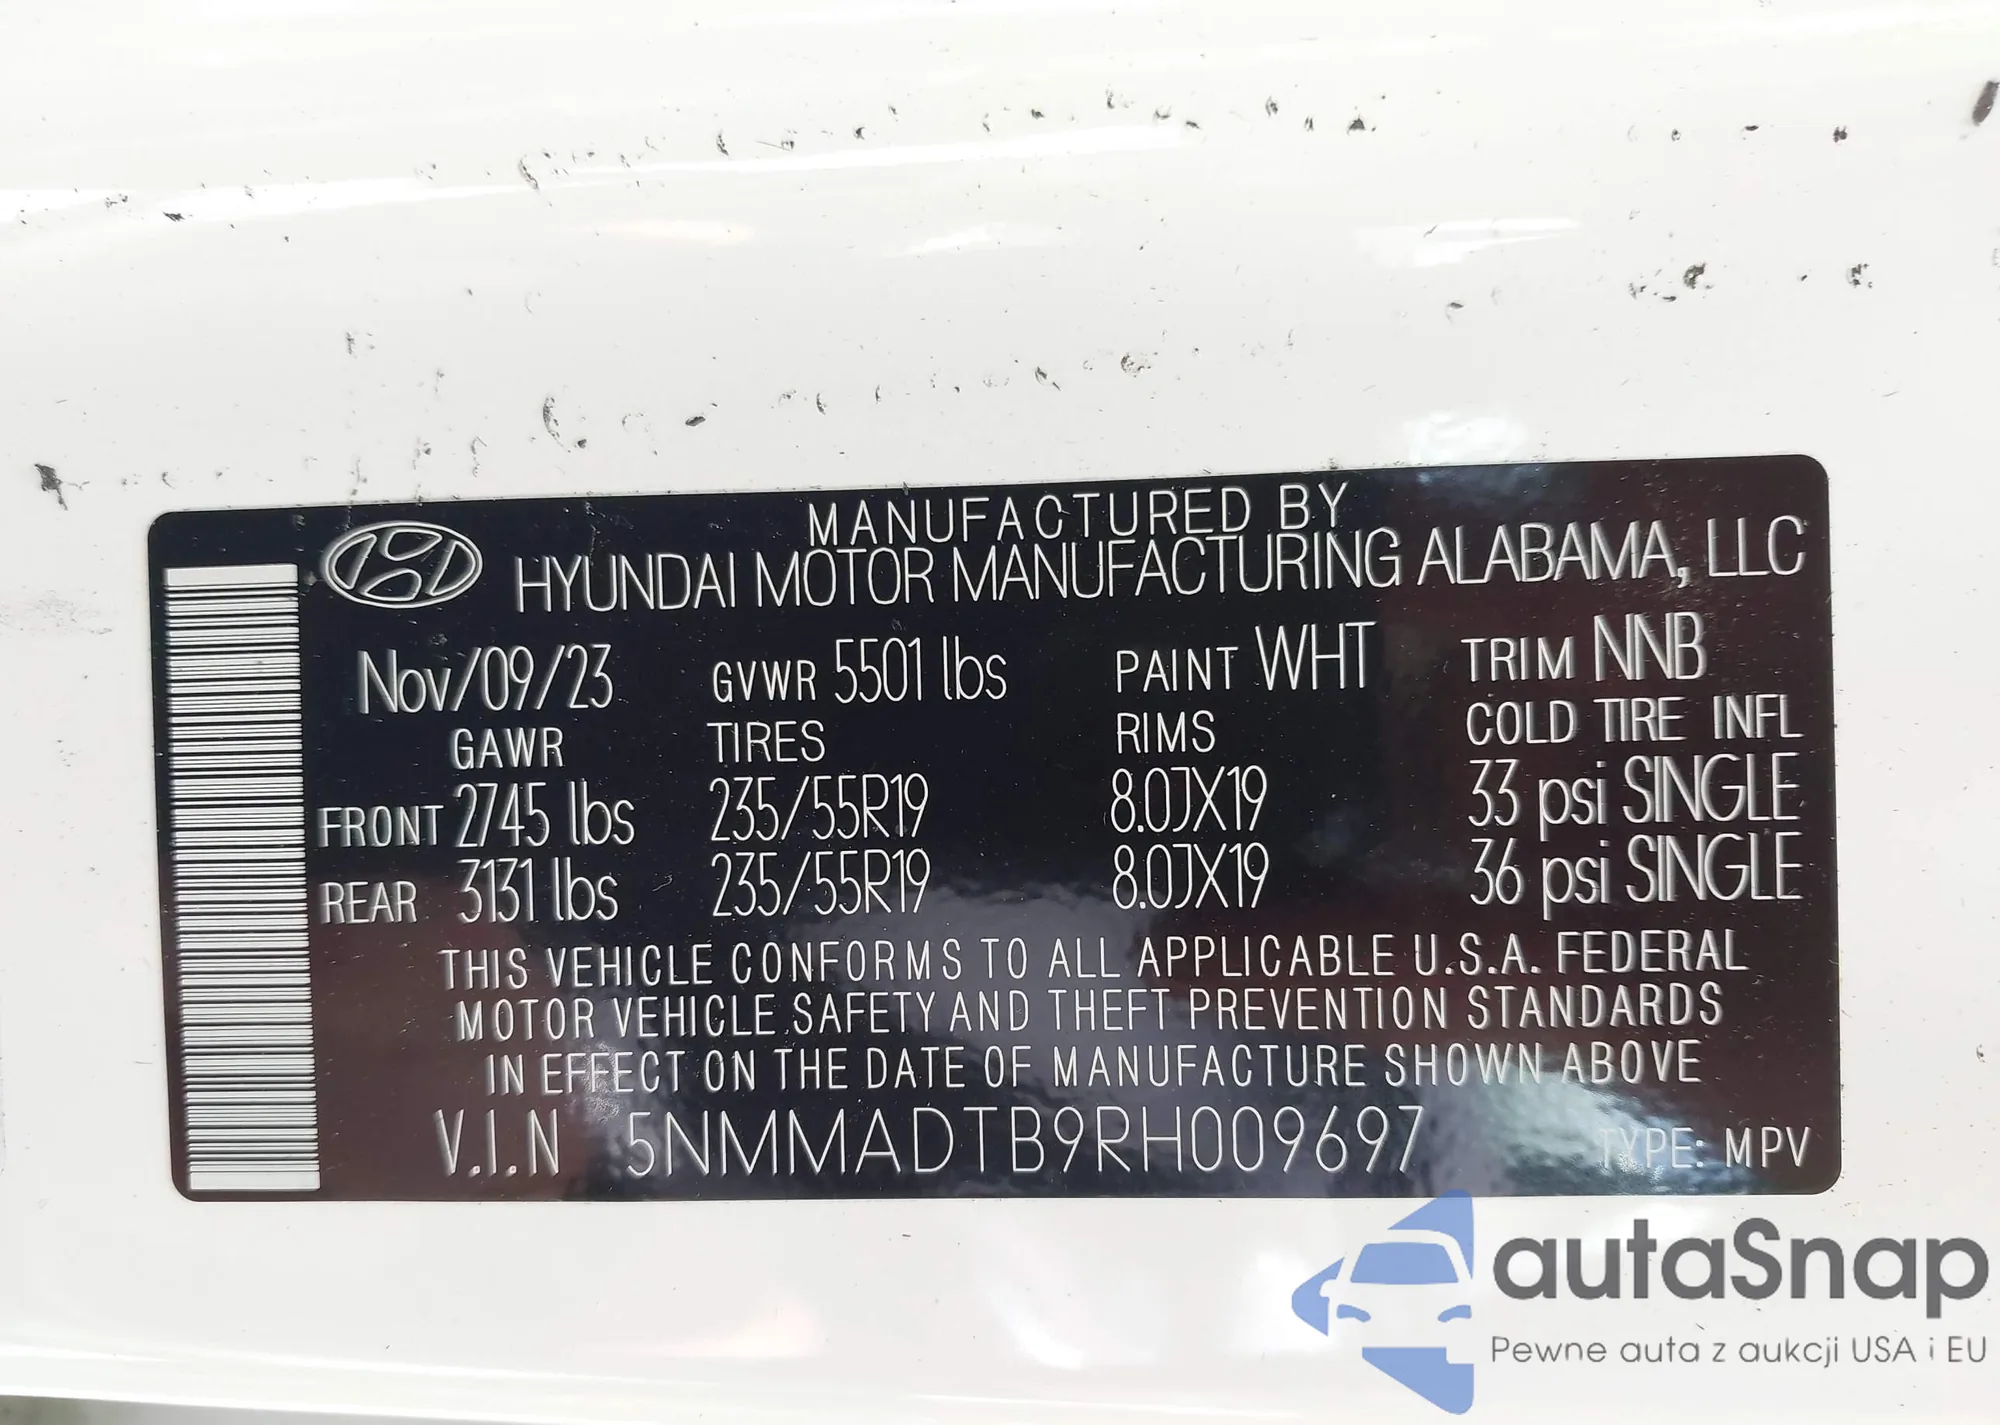 MANUFACTURED BY
HYUNDAI MOTOR MANUFACTURING ALABAMA, LLC
Nov/09/23 GVWR 5501 lbs PAINT WHT TRIM NNB
GAWR TIRES RIMS COLD TIRE INFL
FRONT 2745 lbs 235/55R19 8.0JX19 33 psi SINGLE
REAR 3131 lbs 235/55R19 8.0JX19 36 psi SINGLE
THIS VEHICLE CONFORMS TO ALL APPLICABLE U.S.A. FEDERAL
MOTOR VEHICLE SAFETY AND THEFT PREVENTION STANDARDS
IN EFFECT ON THE DATE OF MANUFACTURE SHOWN ABOVE
V.I.N 5NMMADTB9RH009697 TYPE: MPV
autaSnap
Pewne auta z aukcji USA i EU